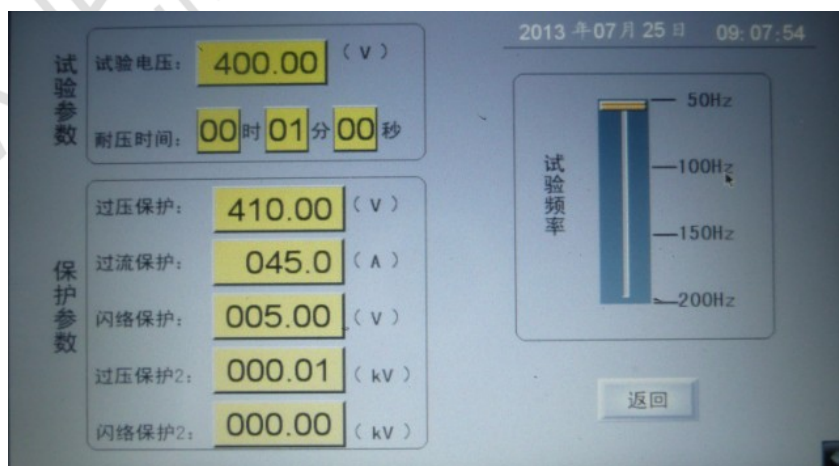 2013年07月25日 09:07:54
试验参数
试验电压： 400.00 （V）
耐压时间： 00时01分00秒
保护参数
过压保护： 410.00 （V）
过流保护： 045.0 （A）
闪络保护： 005.00 （V）
过压保护2： 000.01 （kV）
闪络保护2： 000.00 （kV）
试验频率
50Hz
100Hz
150Hz
200Hz
返回